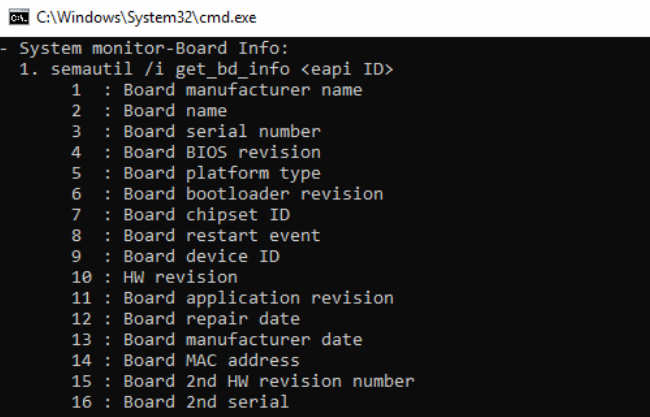 C:\Windows\System32\cmd.exe
- System monitor-Board Info:
1. semautil /i get_bd_info <eapi ID>
1 : Board manufacturer name
2 : Board name
3 : Board serial number
4 : Board BIOS revision
5 : Board platform type
6 : Board bootloader revision
7 : Board chipset ID
8 : Board restart event
9 : Board device ID
10 : HW revision
11 : Board application revision
12 : Board repair date
13 : Board manufacturer date
14 : Board MAC address
15 : Board 2nd HW revision number
16 : Board 2nd serial